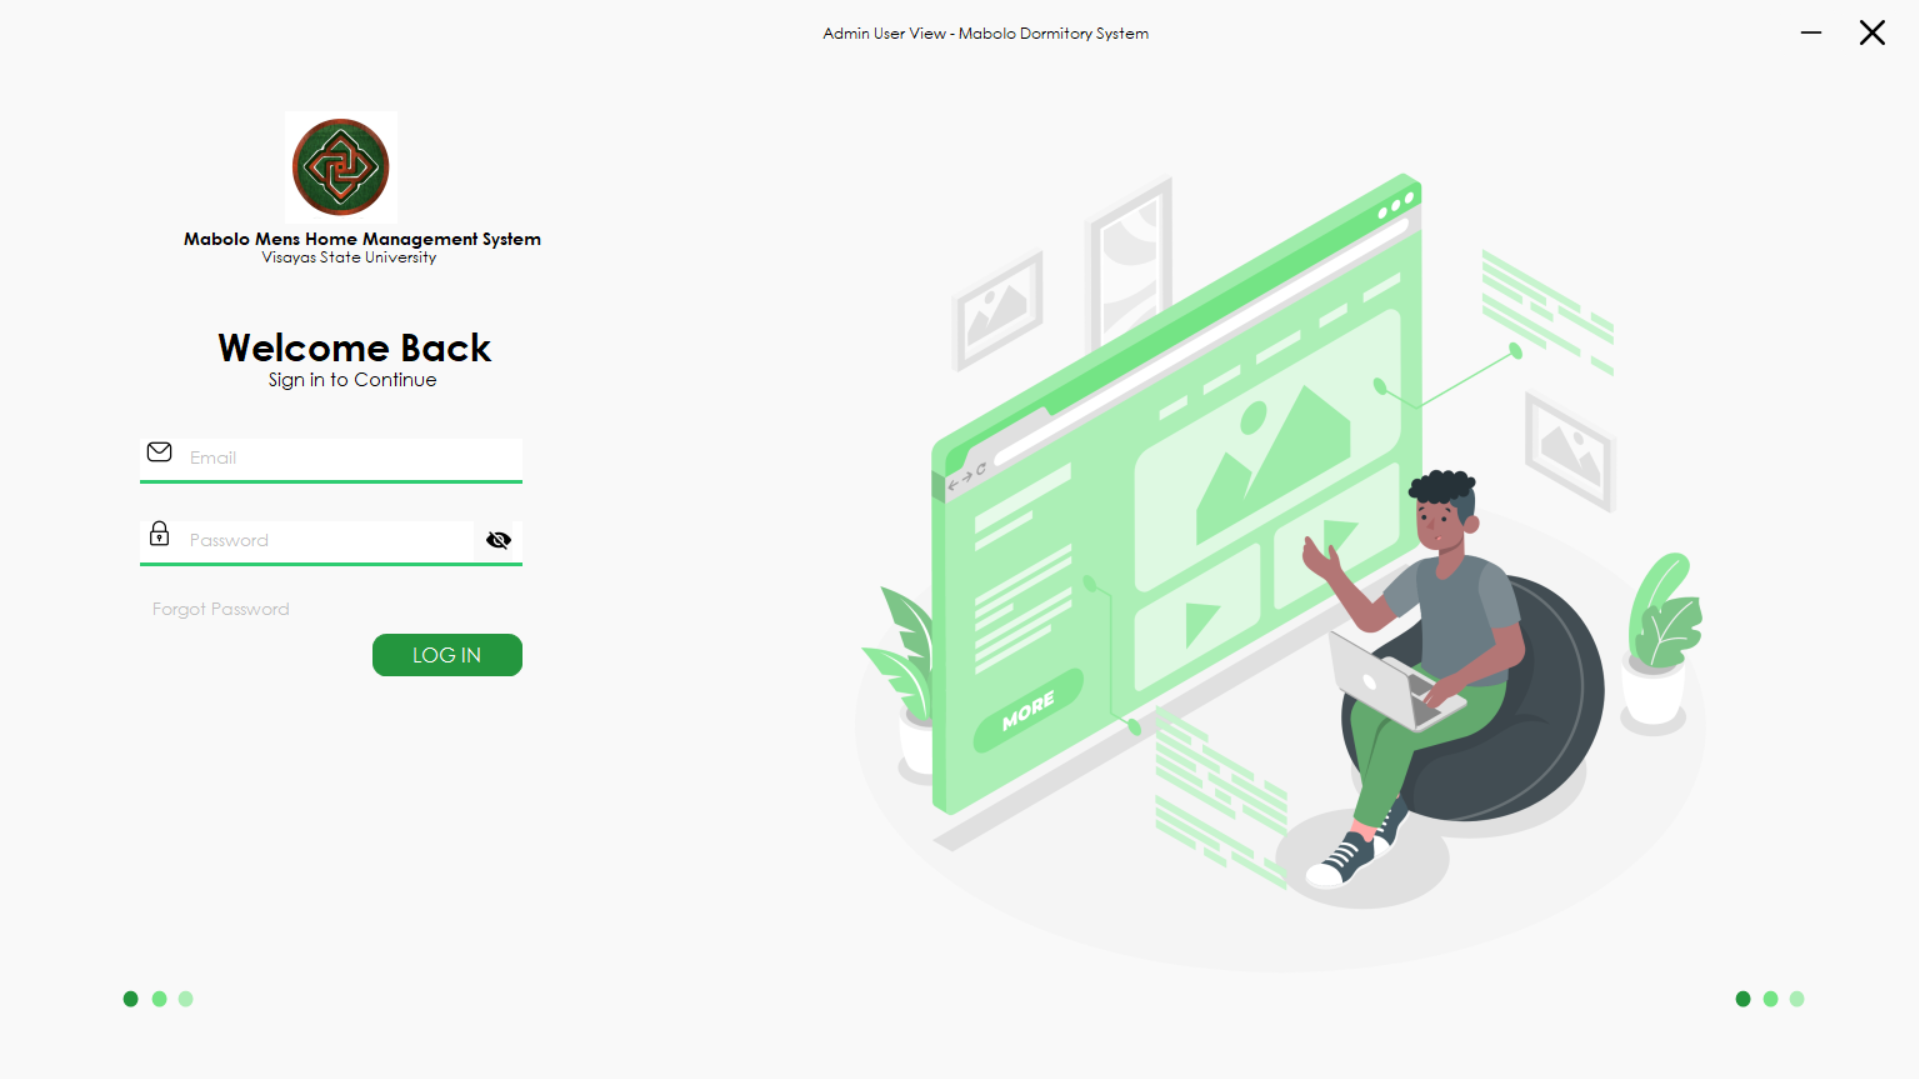 Admin User View - Mabolo Dormitory System
Mabolo Mens Home Management System
Visayas State University
Welcome Back
Sign in to Continue
Email
Password
Forgot Password
LOG IN
MORE